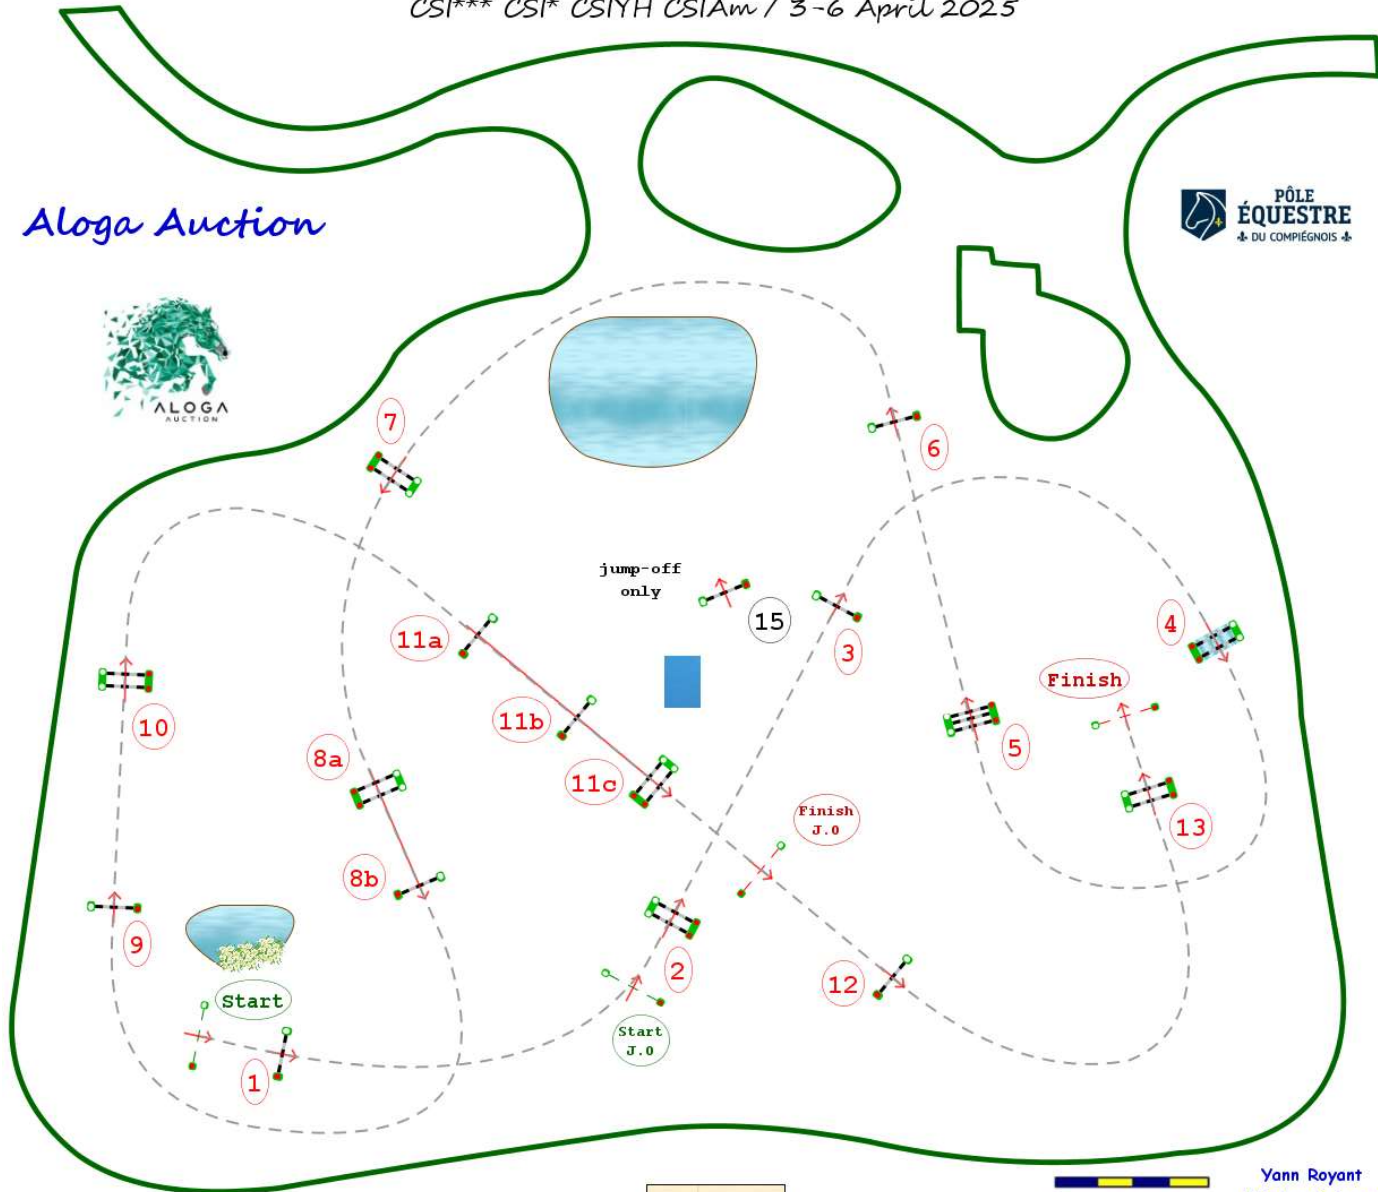 CSI*** CSI* CSIYH CSIAm / 3-6 April 2025
Aloga Auction
PÔLE
ÉQUESTRE
DU COMPIÉGNOIS
ALOGA
AUCTION
7
6
jump-off
only
15
3
4
11a
Finish
11b
10
5
8a
11c
Finish
J.0
13
8b
9
2
12
Start
Start
J.0
1
Yann Royant